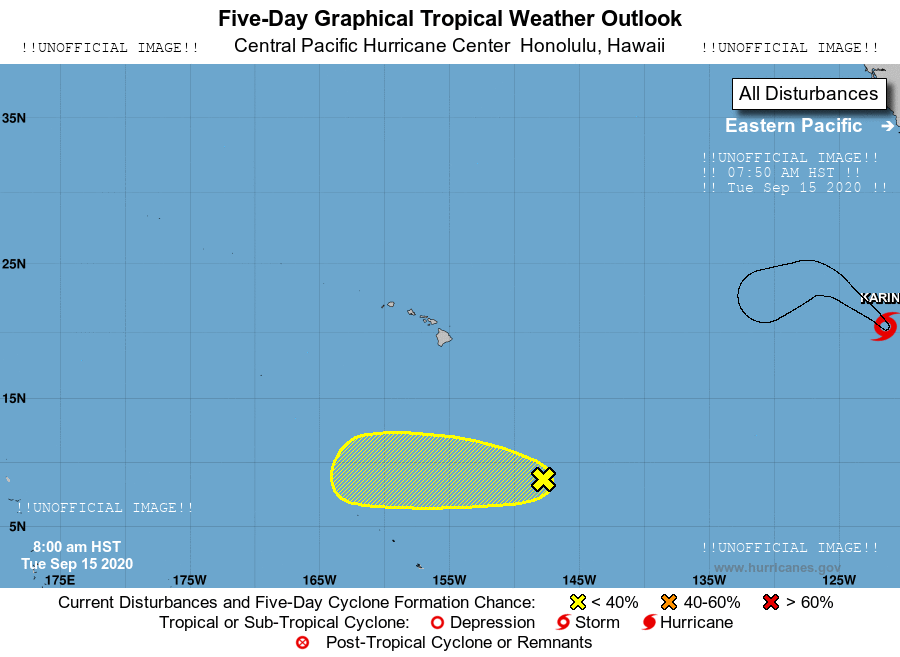 Five-Day Graphical Tropical Weather Outlook
!!UNOFFICIAL IMAGE!! Central Pacific Hurricane Center Honolulu, Hawaii !!UNOFFICIAL IMAGE!!
All Disturbances
35N
Eastern Pacific
!!UNOFFICIAL IMAGE!!
!! 07:50 AM HST !!
!! Tue Sep 15 2020 !!
25N
KARIN
15N
!!UNOFFICIAL IMAGE!!
5N
8:00 am HST
Tue Sep 15 2020
!!UNOFFICIAL IMAGE!!
www.hurricanes.gov
175E 175W 165W 155W 145W 135W 125W
Current Disturbances and Five-Day Cyclone Formation Chance: < 40% 40-60% > 60%
Tropical or Sub-Tropical Cyclone: Depression Storm Hurricane
Post-Tropical Cyclone or Remnants